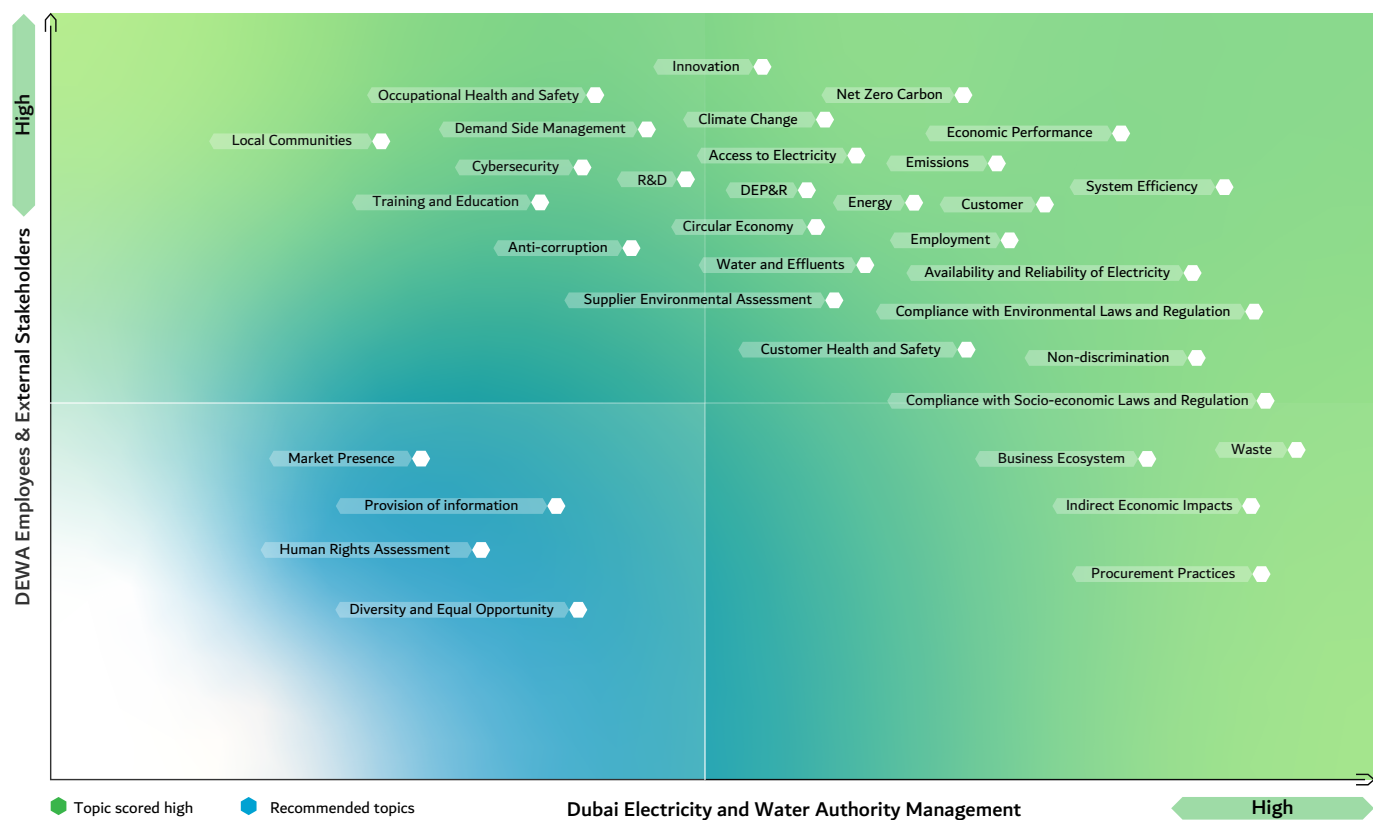 High
DEWA Employees & External Stakeholders
Innovation
Occupational Health and Safety
Net Zero Carbon
Climate Change
Demand Side Management
Economic Performance
Local Communities
Access to Electricity
Emissions
Cybersecurity
R&D
DEP&R
System Efficiency
Training and Education
Energy
Customer
Circular Economy
Employment
Anti-corruption
Water and Effluents
Availability and Reliability of Electricity
Supplier Environmental Assessment
Compliance with Environmental Laws and Regulation
Customer Health and Safety
Non-discrimination
Compliance with Socio-economic Laws and Regulation
Waste
Market Presence
Business Ecosystem
Provision of information
Indirect Economic Impacts
Human Rights Assessment
Procurement Practices
Diversity and Equal Opportunity
Topic scored high
Recommended topics
Dubai Electricity and Water Authority Management
High